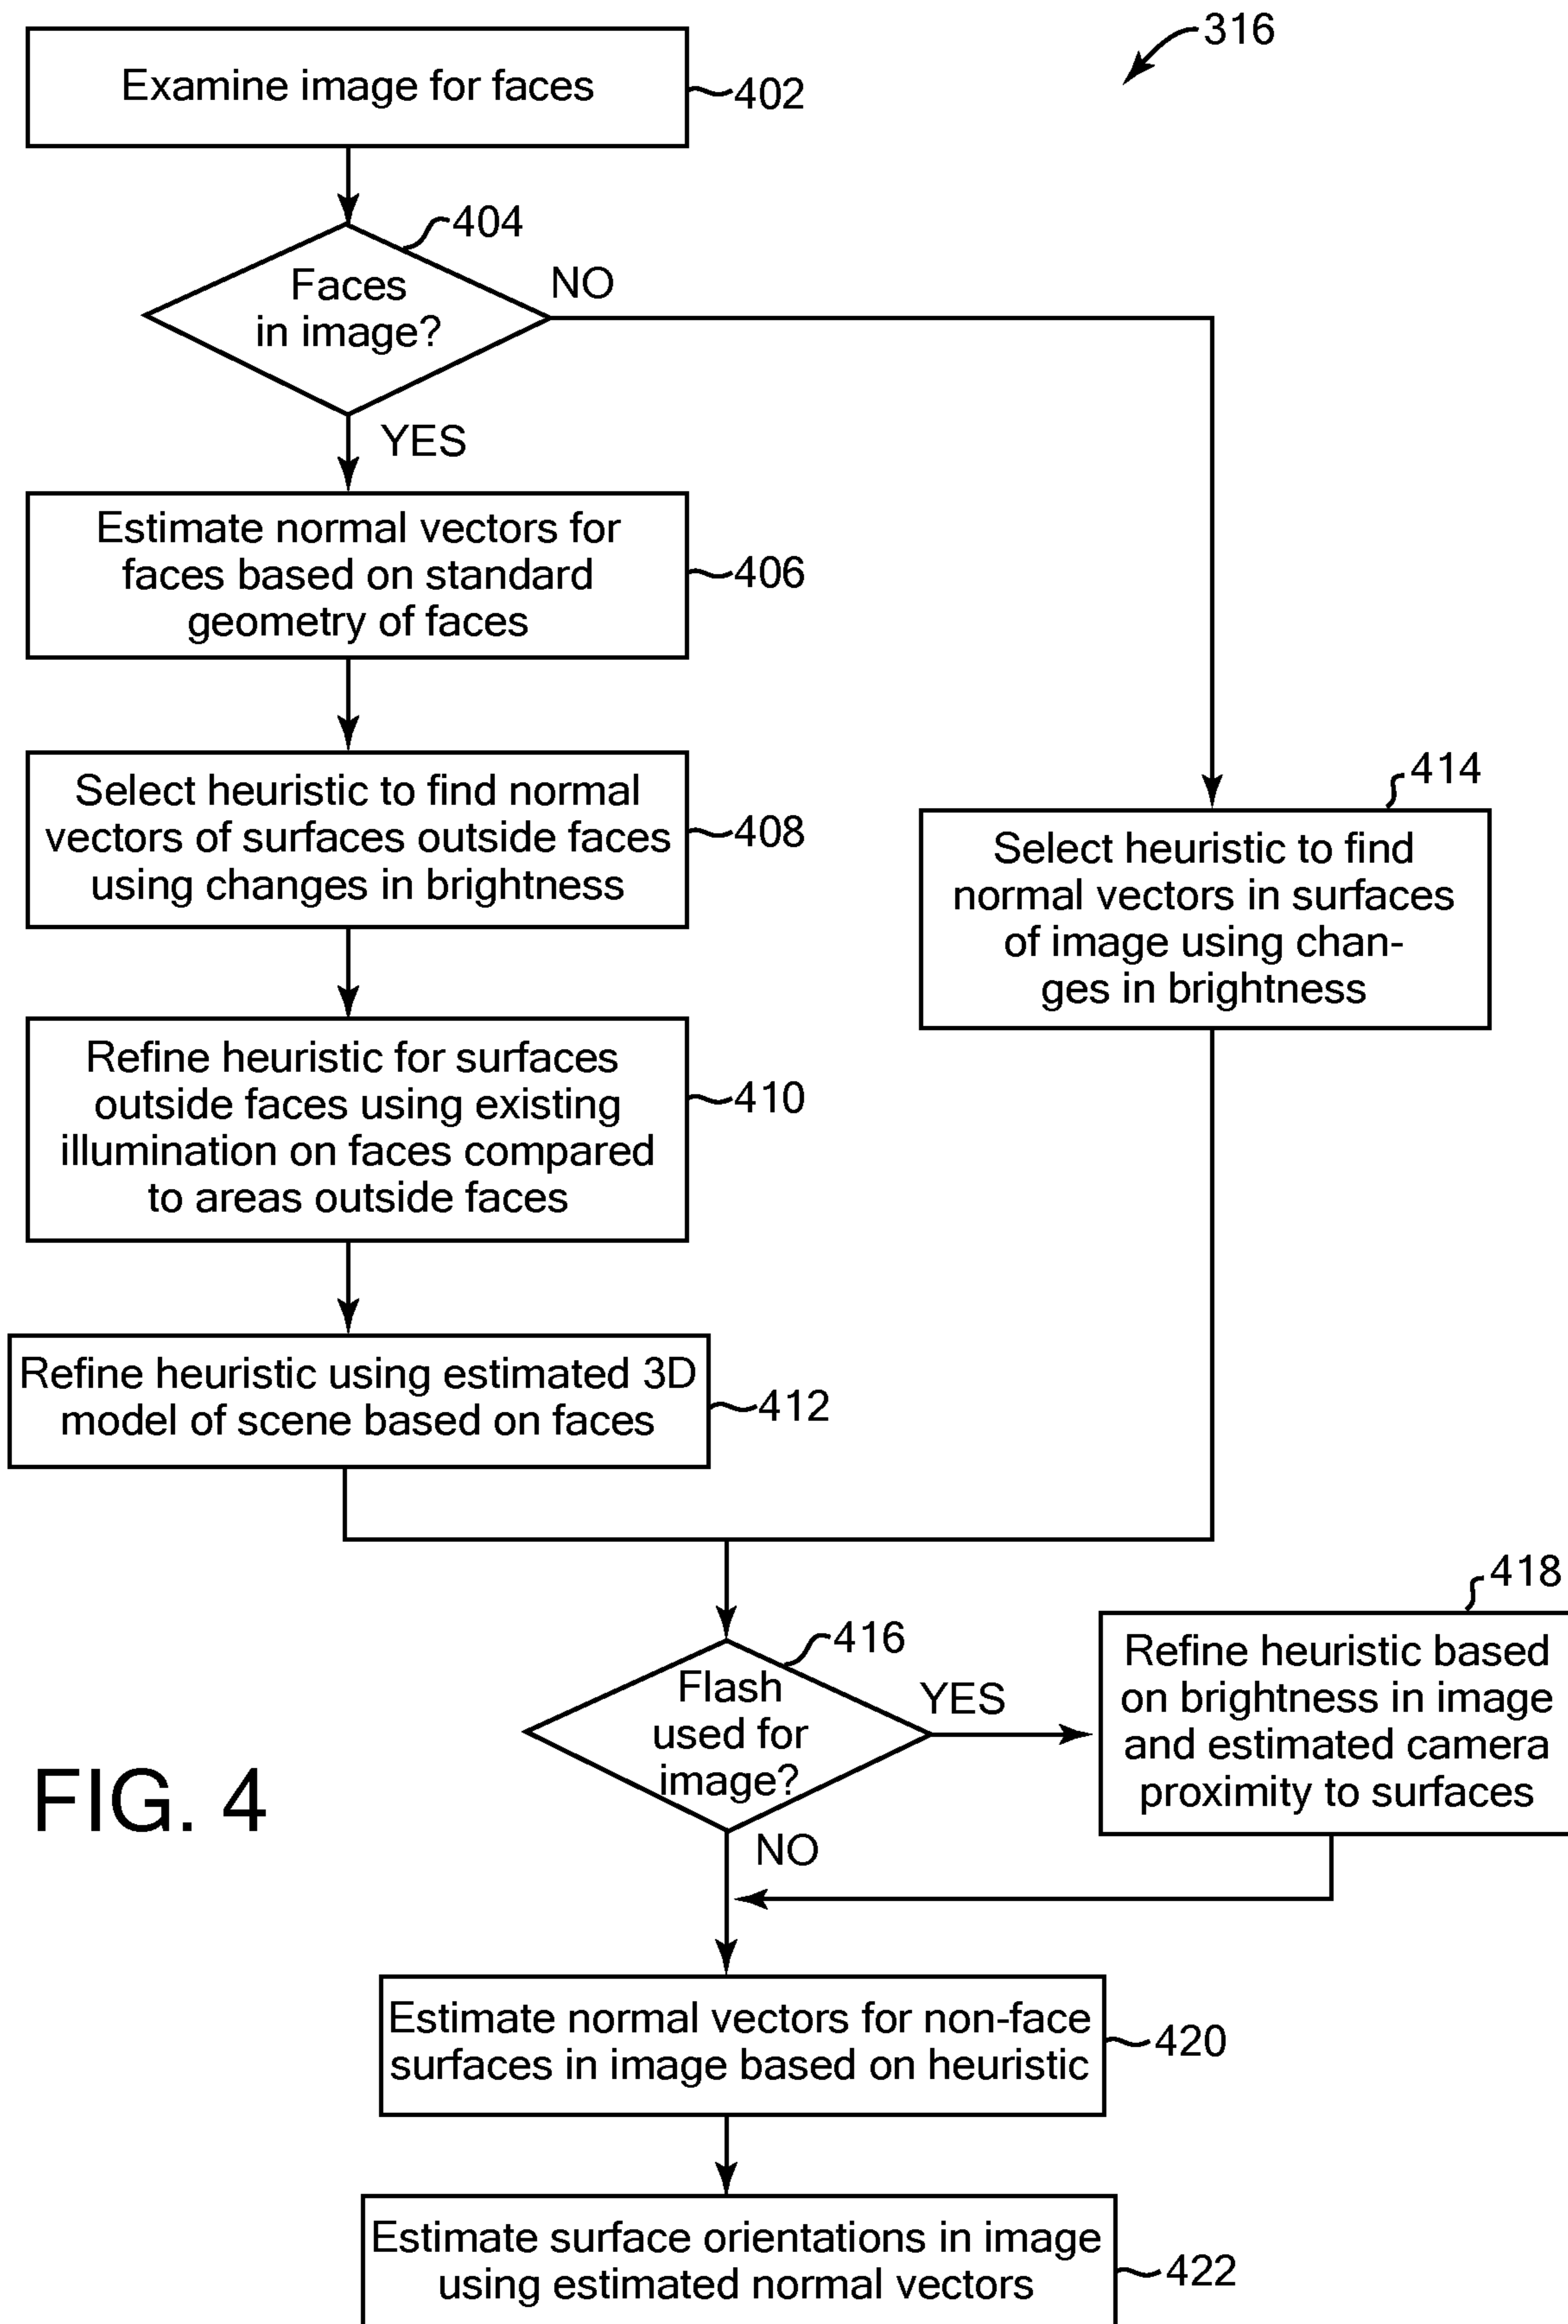 316
Examine image for faces
402
404
Faces
in image?
NO
YES
Estimate normal vectors for
faces based on standard
geometry of faces
406
Select heuristic to find normal
vectors of surfaces outside faces
using changes in brightness
408
414
Select heuristic to find
normal vectors in surfaces
of image using chan-
ges in brightness
Refine heuristic for surfaces
outside faces using existing
illumination on faces compared
to areas outside faces
410
Refine heuristic using estimated 3D
model of scene based on faces
412
416
Flash
used for
image?
YES
418
Refine heuristic based
on brightness in image
and estimated camera
proximity to surfaces
FIG. 4
NO
Estimate normal vectors for non-face
surfaces in image based on heuristic
420
Estimate surface orientations in image
using estimated normal vectors
422